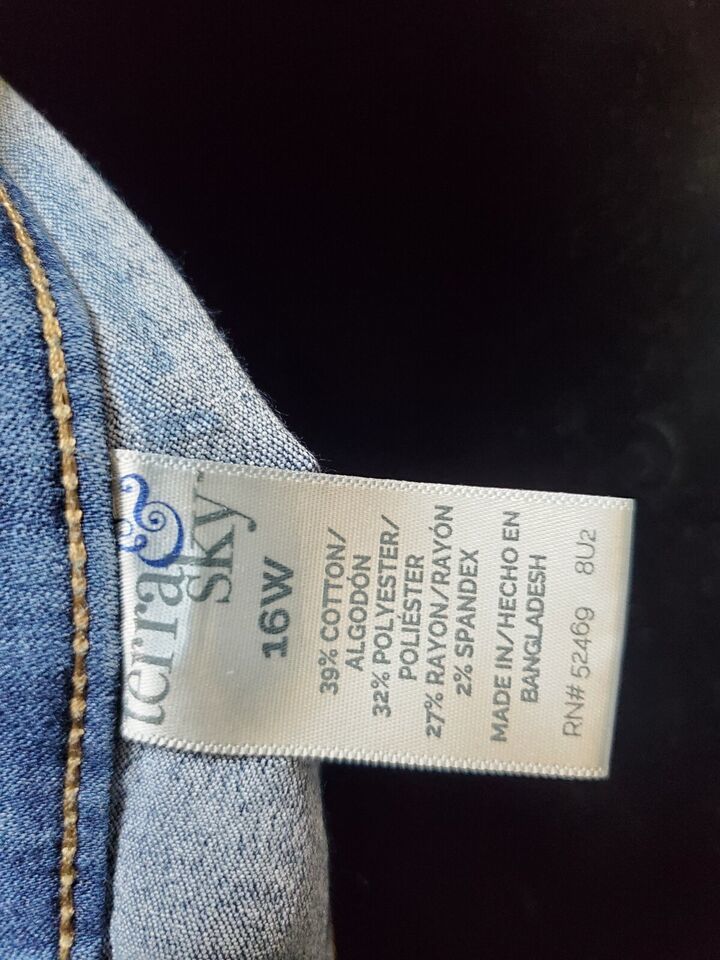 terra &
sky™
16W
39% COTTON/
ALGODÓN
32% POLYESTER/
POLIÉSTER
27% RAYON/RAYÓN
2% SPANDEX
MADE IN/HECHO EN
BANGLADESH
RN# 52469 8U2